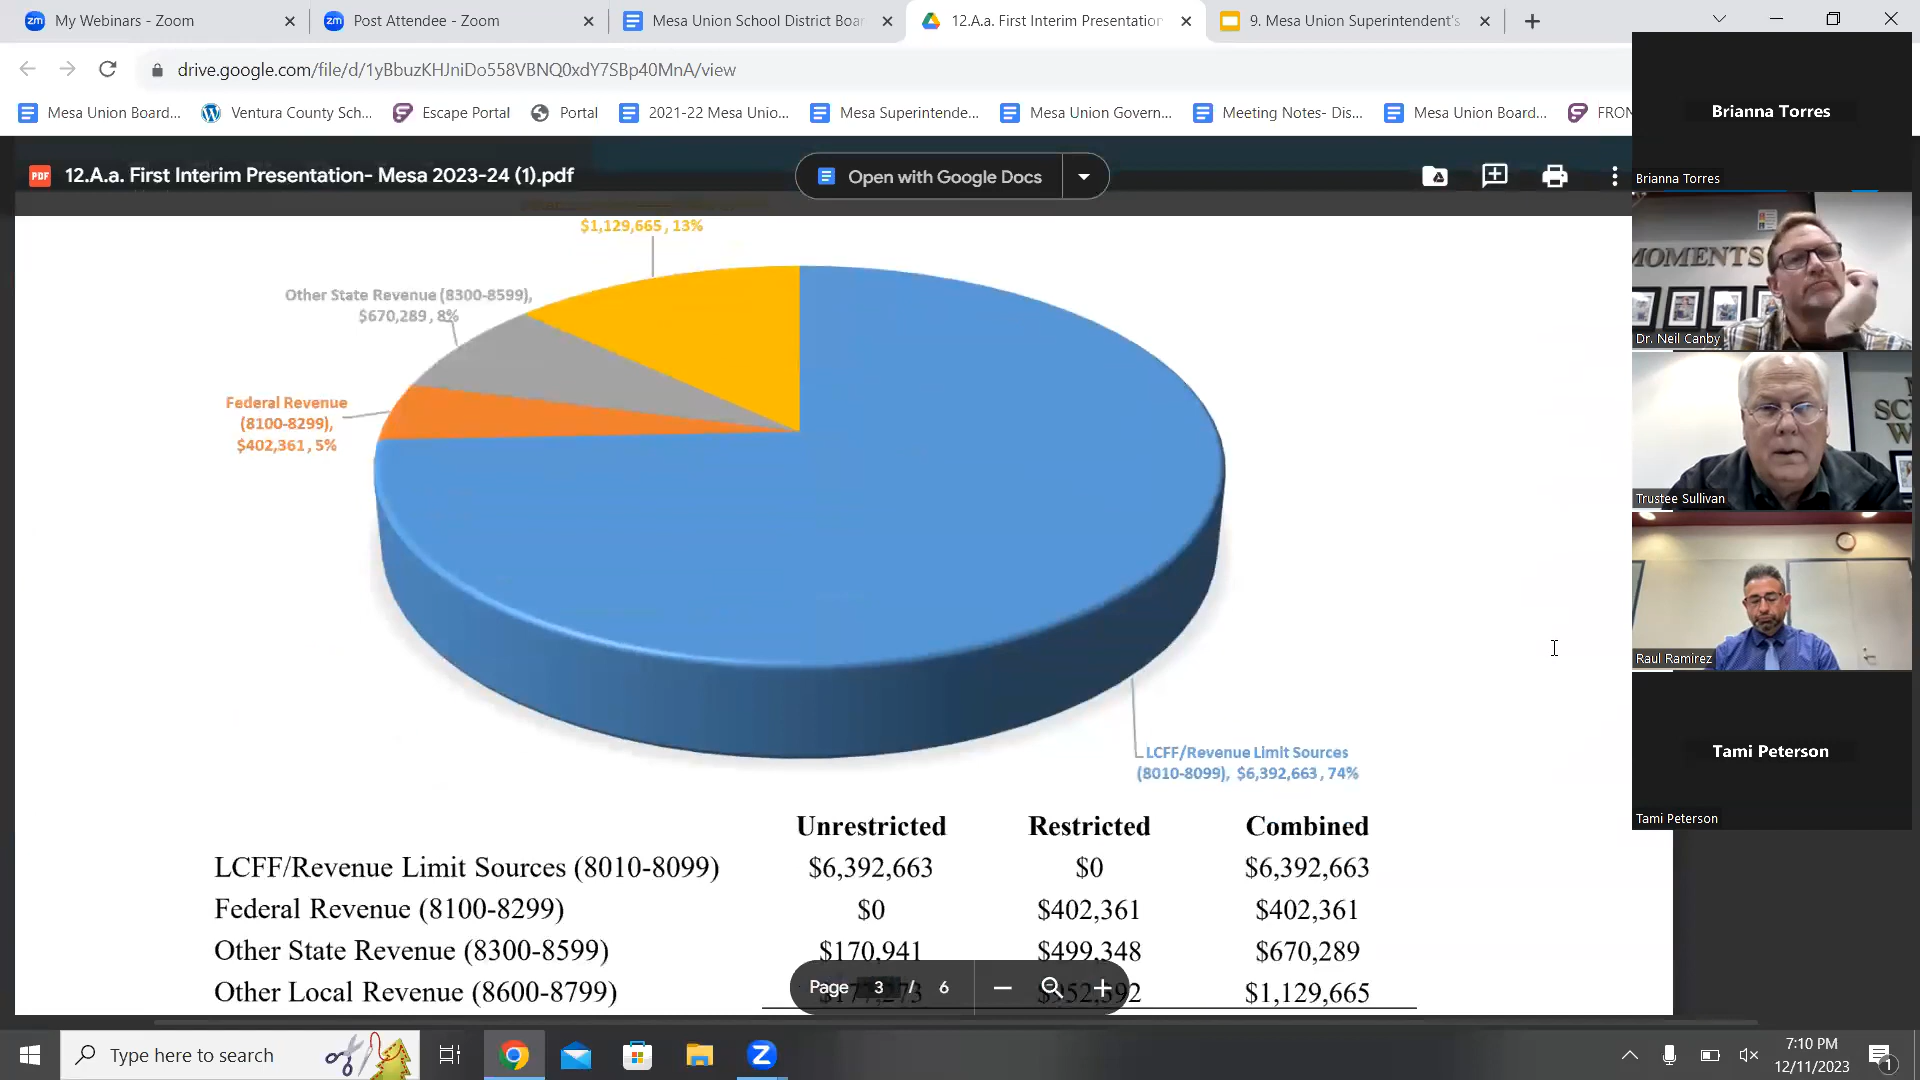 My Webinars - Zoom
Post Attendee - Zoom
Mesa Union School District Boar
12.A.a. First Interim Presentation
9. Mesa Union Superintendent's
drive.google.com/file/d/1yBbuzKHJniDo558VBNQ0xdY7SBp40MnA/view
Mesa Union Board...
Ventura County Sch...
Escape Portal
Portal
2021-22 Mesa Unio...
Mesa Superintende...
Mesa Union Govern...
Meeting Notes- Dis...
Mesa Union Board...
FRON
PDF
12.A.a. First Interim Presentation- Mesa 2023-24 (1).pdf
Open with Google Docs
$1,129,665 , 13%
Other State Revenue (8300-8599),
$670,289 , 8%
Federal Revenue
(8100-8299),
$402,361 , 5%
LCFF/Revenue Limit Sources
(8010-8099), $6,392,663 , 74%
Unrestricted Restricted Combined
LCFF/Revenue Limit Sources (8010-8099) $6,392,663 $0 $6,392,663
Federal Revenue (8100-8299) $0 $402,361 $402,361
Other State Revenue (8300-8599) $170,941 $499,348 $670,289
Other Local Revenue (8600-8799) $1,129,665
Page 3 / 6
Brianna Torres
Brianna Torres
MOMENTS
Dr. Neil Canby
Trustee Sullivan
Raul Ramirez
Tami Peterson
Tami Peterson
Type here to search
7:10 PM
12/11/2023
1